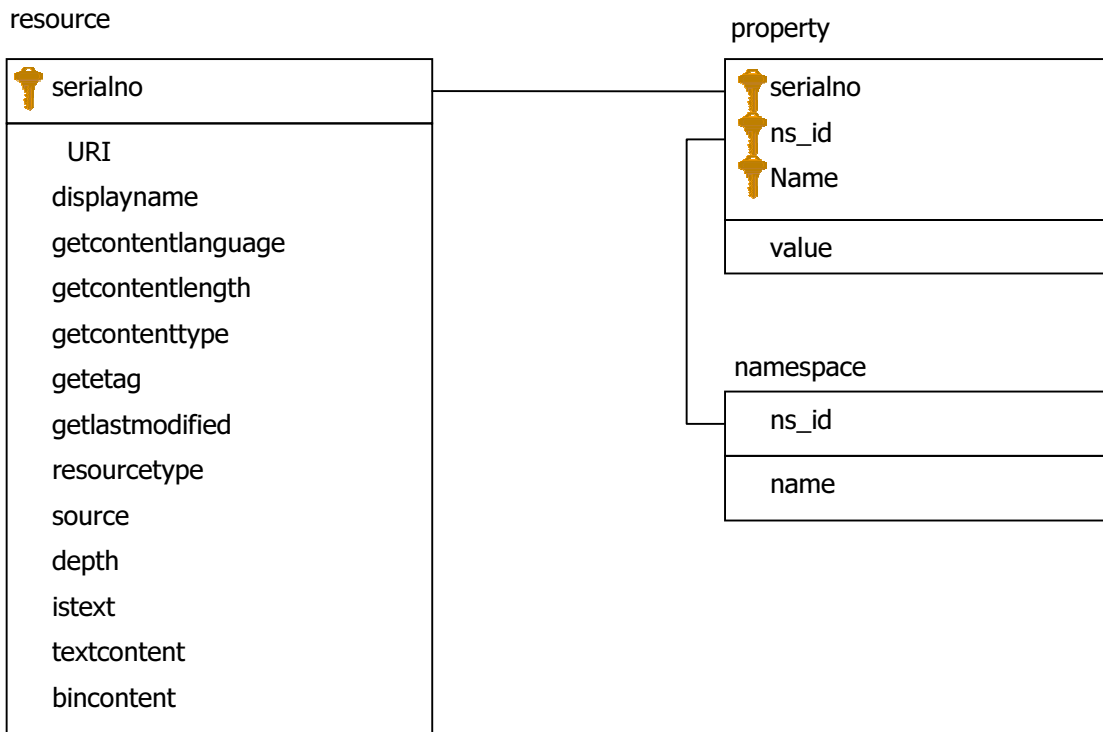 resource
serialno
URI
displayname
getcontentlanguage
getcontentlength
getcontenttype
getetag
getlastmodified
resourcetype
source
depth
istext
textcontent
bincontent
property
serialno
ns_id
Name
value
namespace
ns_id
name